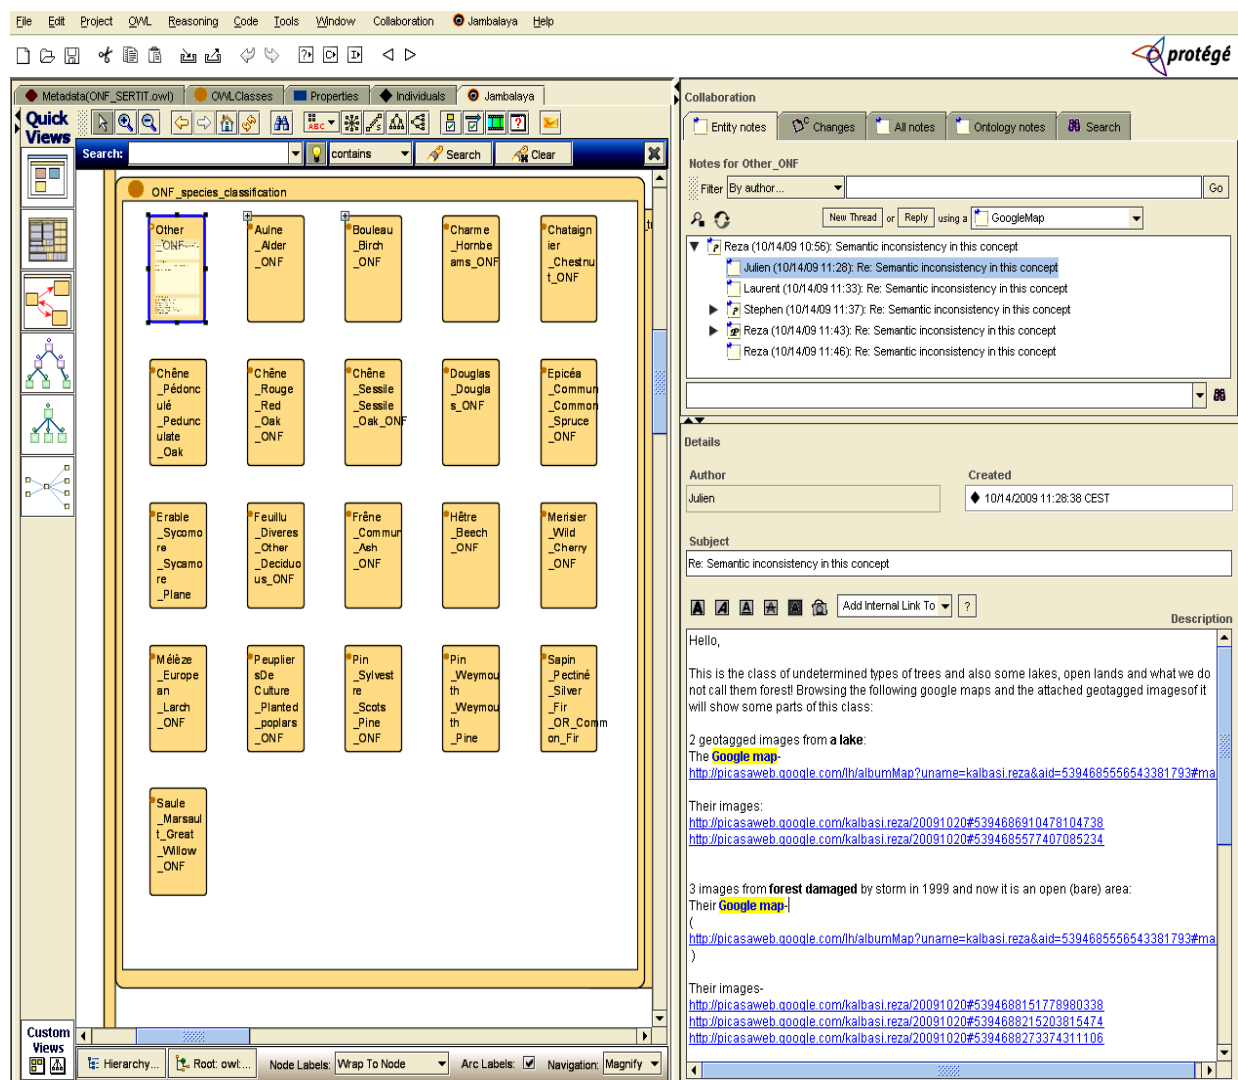 File Edit Project OWL Reasoning Code Tools Window Collaboration Jambalaya Help
protégé
Metadata(ONF_SERTIT.owl) OWLClasses Properties Individuals Jambalaya
Quick Views
Search: contains Search Clear
ONF_species_classification
Other _ONF
Aulne _Alder _ONF
Bouleau _Birch _ONF
Charme _Hornbe ams_ONF
Chataign ier _Chestnu t_ONF
Chêne _Pédonc ulé _Pedunc ulate _Oak
Chêne _Rouge _Red _Oak _ONF
Chêne _Sessile _Sessile _Oak_ONF
Douglas _Dougla s_ONF
Epicéa _Commun _Common _Spruce _ONF
Erable _Sycomo re _Sycamo re _Plane
Feuillu _Diveres _Other _Deciduo us_ONF
Frêne _Commun _Ash _ONF
Hêtre _Beech _ONF
Merisier _Wild _Cherry _ONF
Mélèze _Europe an _Larch _ONF
Peuplier sDe Culture _Planted _poplars _ONF
Pin _Sylvest re _Scots _Pine _ONF
Pin _Weymou th _Weymou th _Pine
Sapin _Pectiné _Silver _Fir _OR_Comm on_Fir
Saule _Marsaul t_Great _Willow _ONF
Custom Views
Hierarchy... Root: owl:... Node Labels: Wrap To Node Arc Labels: Navigation: Magnify
Collaboration
Entity notes Changes All notes Ontology notes Search
Notes for Other_ONF
Filter By author... Go
New Thread or Reply using a GoogleMap
Reza (10/14/09 10:56): Semantic inconsistency in this concept
Julien (10/14/09 11:28): Re: Semantic inconsistency in this concept
Laurent (10/14/09 11:33): Re: Semantic inconsistency in this concept
Stephen (10/14/09 11:37): Re: Semantic inconsistency in this concept
Reza (10/14/09 11:43): Re: Semantic inconsistency in this concept
Reza (10/14/09 11:46): Re: Semantic inconsistency in this concept
Details
Author Created
Julien 10/14/2009 11:28:38 CEST
Subject
Re: Semantic inconsistency in this concept
A A A A A Add Internal Link To ?
Description
Hello,
This is the class of undetermined types of trees and also some lakes, open lands and what we do
not call them forest! Browsing the following google maps and the attached geotagged imagesof it
will show some parts of this class:
2 geotagged images from a lake:
The Google map-
http://picasaweb.google.com/lh/albumMap?uname=kalbasi.reza&aid=5394685556543381793#ma
Their images:
http://picasaweb.google.com/kalbasi.reza/20091020#5394686910478104738
http://picasaweb.google.com/kalbasi.reza/20091020#5394685577407085234
3 images from forest damaged by storm in 1999 and now it is an open (bare) area:
Their Google map-
(
http://picasaweb.google.com/lh/albumMap?uname=kalbasi.reza&aid=5394685556543381793#ma
)
Their images-
http://picasaweb.google.com/kalbasi.reza/20091020#5394688151778980338
http://picasaweb.google.com/kalbasi.reza/20091020#5394688215203815474
http://picasaweb.google.com/kalbasi.reza/20091020#5394688273374311106